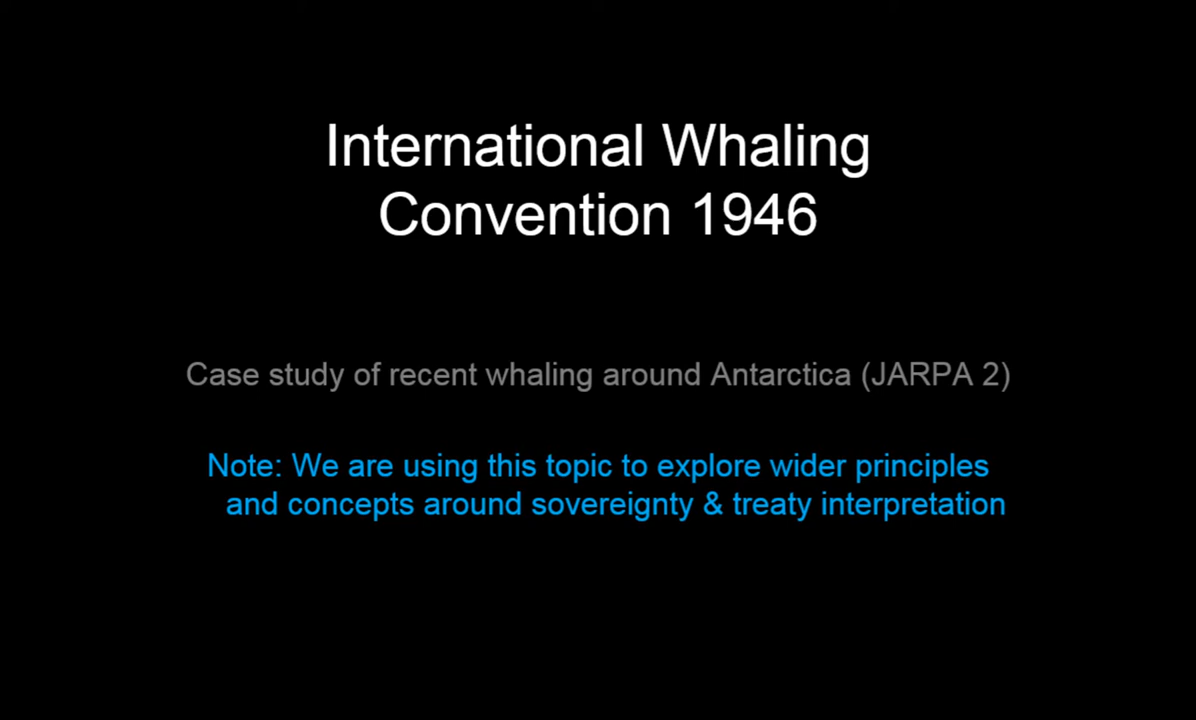 International Whaling
Convention 1946
Case study of recent whaling around Antarctica (JARPA 2)
Note: We are using this topic to explore wider principles
and concepts around sovereignty & treaty interpretation